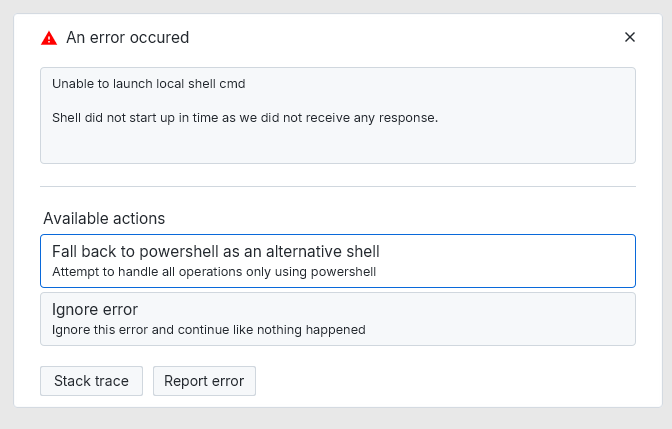 An error occured
Unable to launch local shell cmd
Shell did not start up in time as we did not receive any response.
Available actions
Fall back to powershell as an alternative shell
Attempt to handle all operations only using powershell
Ignore error
Ignore this error and continue like nothing happened
Stack trace Report error